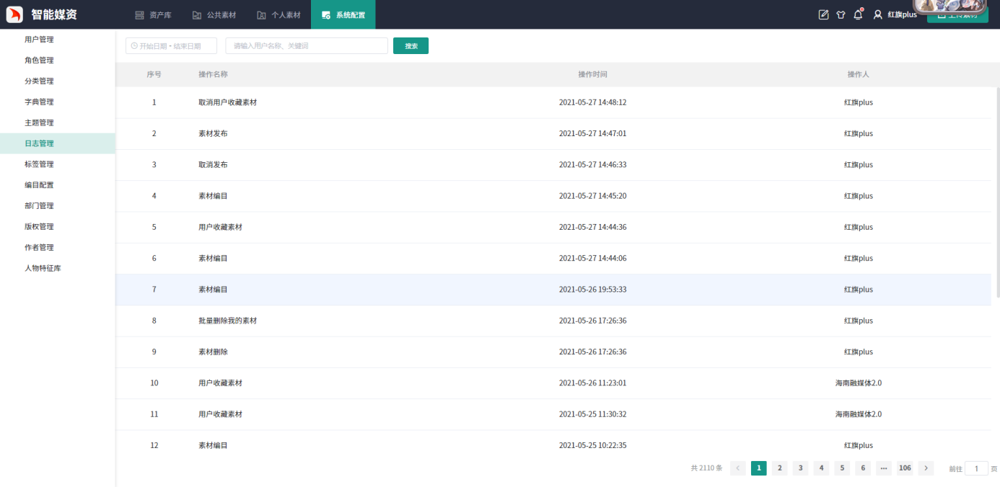 智能媒资 资产库 公共素材 个人素材 系统配置 红旗plus 上传素材
用户管理
角色管理
分类管理
字典管理
主题管理
日志管理
标签管理
编目配置
部门管理
版权管理
作者管理
人物特征库
开始日期 - 结束日期 请输入用户名称、关键词 搜索
序号 操作名称 操作时间 操作人
1 取消用户收藏素材 2021-05-27 14:48:12 红旗plus
2 素材发布 2021-05-27 14:47:01 红旗plus
3 取消发布 2021-05-27 14:46:33 红旗plus
4 素材编目 2021-05-27 14:45:20 红旗plus
5 用户收藏素材 2021-05-27 14:44:36 红旗plus
6 素材编目 2021-05-27 14:44:06 红旗plus
7 素材编目 2021-05-26 19:53:33 红旗plus
8 批量删除我的素材 2021-05-26 17:26:36 红旗plus
9 素材删除 2021-05-26 17:26:36 红旗plus
10 用户收藏素材 2021-05-26 11:23:01 海南融媒体2.0
11 用户收藏素材 2021-05-25 11:30:32 海南融媒体2.0
12 素材编目 2021-05-25 10:22:35 红旗plus
共 2110 条 < 1 2 3 4 5 6 ··· 106 > 前往 1 页